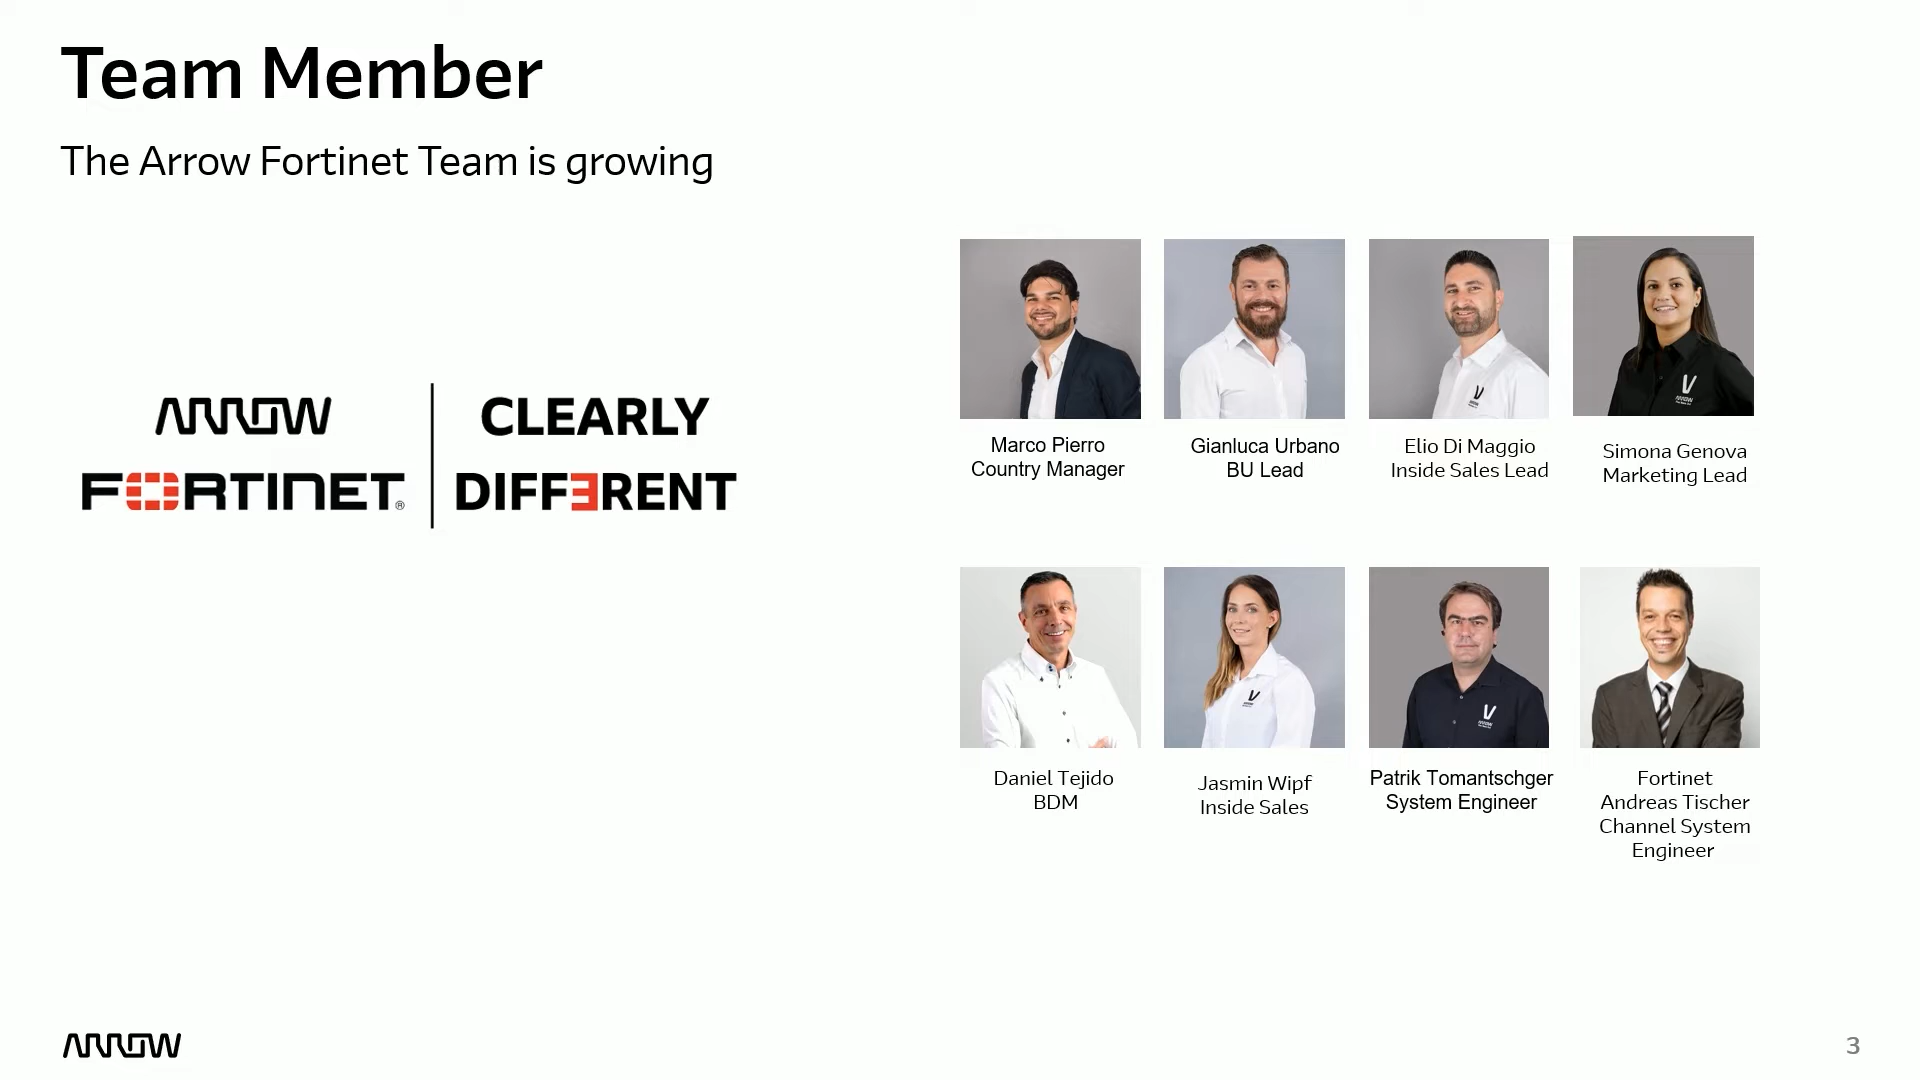 Team Member
The Arrow Fortinet Team is growing
ARROW
FORTINET®
CLEARLY
DIFFƎRENT
Marco Pierro
Country Manager
Gianluca Urbano
BU Lead
Elio Di Maggio
Inside Sales Lead
Simona Genova
Marketing Lead
Daniel Tejido
BDM
Jasmin Wipf
Inside Sales
Patrik Tomantschger
System Engineer
Fortinet
Andreas Tischer
Channel System
Engineer
ARROW
3